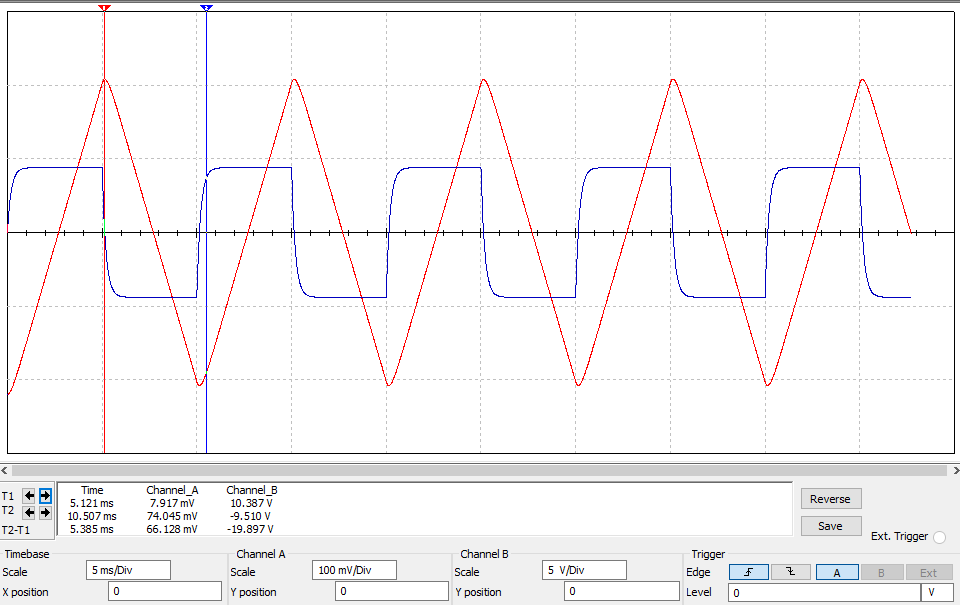 1 2
T1
T2
T2-T1
Time Channel_A Channel_B
5.121 ms 7.917 mV 10.387 V
10.507 ms 74.045 mV -9.510 V
5.385 ms 66.128 mV -19.897 V
Reverse
Save
Ext. Trigger
Timebase
Scale 5 ms/Div
X position 0
Channel A
Scale 100 mV/Div
Y position 0
Channel B
Scale 5 V/Div
Y position 0
Trigger
Edge A B Ext
Level 0 V